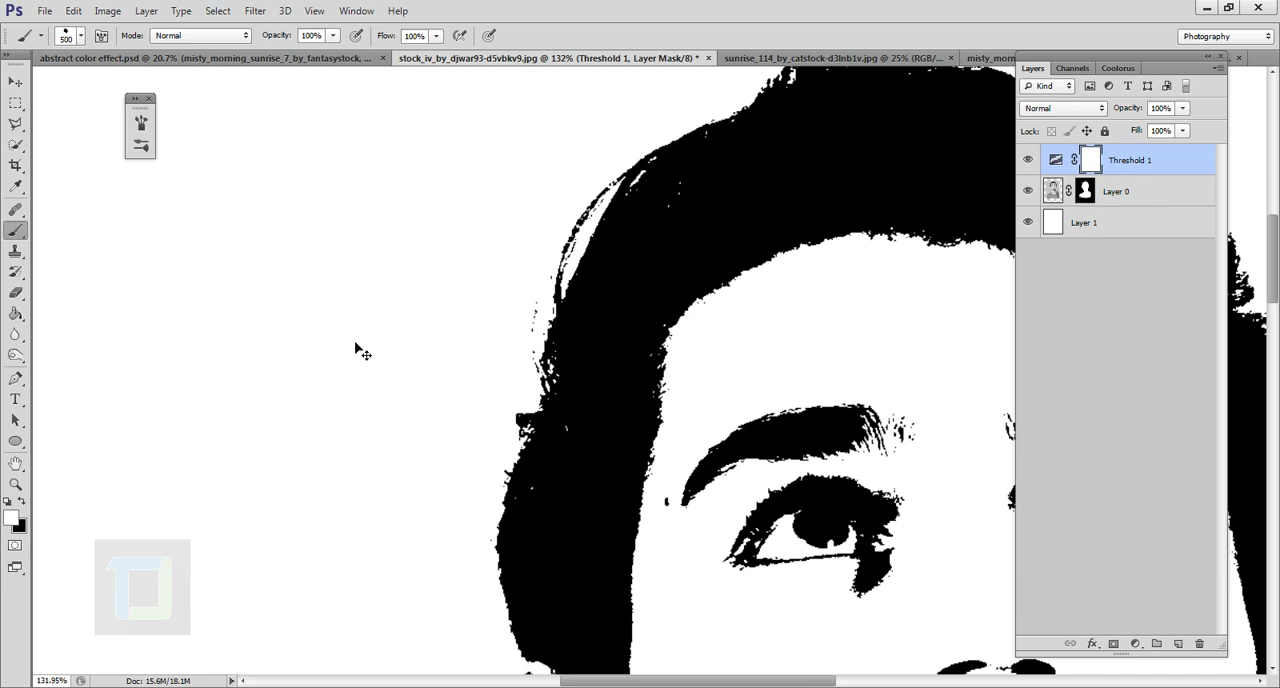 Ps File Edit Image Layer Type Select Filter 3D View Window Help
500 Mode: Normal Opacity: 100% Flow: 100% Photography
abstract color effect.psd @ 20.7% (misty_morning_sunrise_7_by_fantasystock, ... × stock_iv_by_djwar93-d5vbkv9.jpg @ 132% (Threshold 1, Layer Mask/8) * × sunrise_114_by_catstock-d3lnb1v.jpg @ 25% (RGB/... × misty_morn
Layers Channels Coolorus
Kind
Normal Opacity: 100%
Lock: Fill: 100%
Threshold 1
Layer 0
Layer 1
131.95% Doc: 15.6M/18.1M